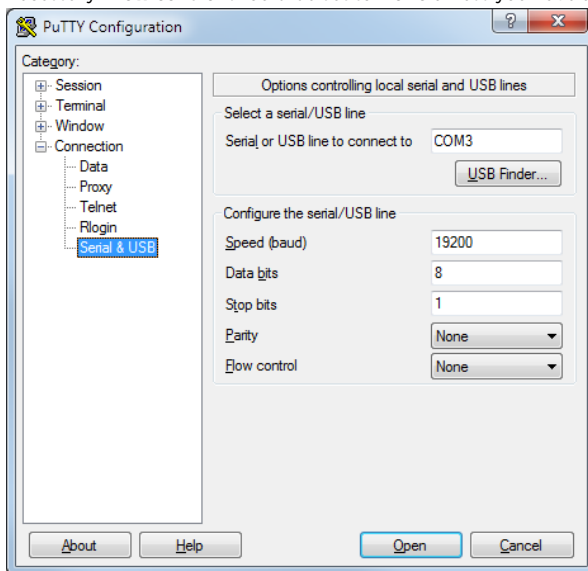 PuTTY Configuration
Category:
Session
Terminal
Window
Connection
Data
Proxy
Telnet
Rlogin
Serial & USB
Options controlling local serial and USB lines
Select a serial/USB line
Serial or USB line to connect to COM3
USB Finder...
Configure the serial/USB line
Speed (baud) 19200
Data bits 8
Stop bits 1
Parity None
Flow control None
About Help Open Cancel